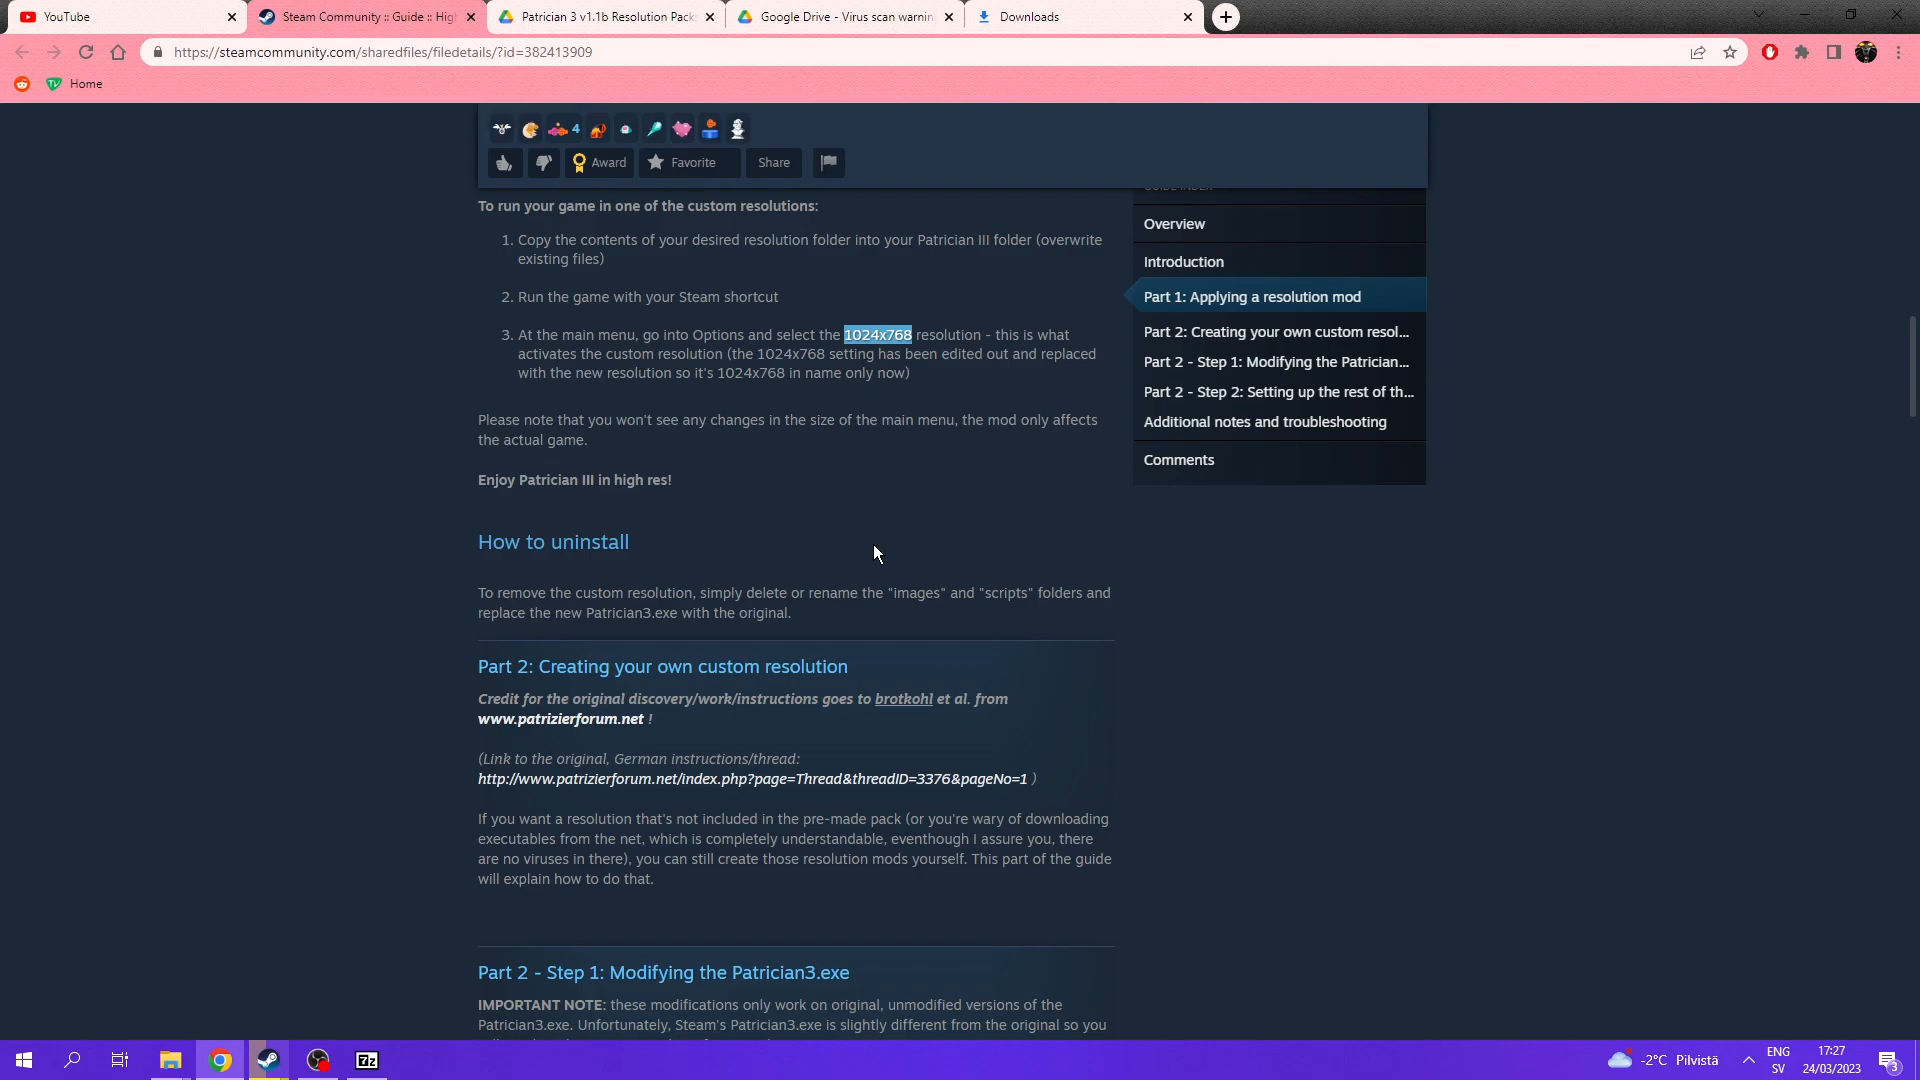 YouTube
Steam Community :: Guide :: Hig
Patrician 3 v1.1b Resolution Pack
Google Drive - Virus scan warnin
Downloads
https://steamcommunity.com/sharedfiles/filedetails/?id=382413909
Home
4
Award
Favorite
Share
GUIDE INDEX
To run your game in one of the custom resolutions:
1. Copy the contents of your desired resolution folder into your Patrician III folder (overwrite
existing files)
2. Run the game with your Steam shortcut
3. At the main menu, go into Options and select the 1024x768 resolution - this is what
activates the custom resolution (the 1024x768 setting has been edited out and replaced
with the new resolution so it's 1024x768 in name only now)
Please note that you won't see any changes in the size of the main menu, the mod only affects
the actual game.
Enjoy Patrician III in high res!
How to uninstall
To remove the custom resolution, simply delete or rename the "images" and "scripts" folders and
replace the new Patrician3.exe with the original.
Part 2: Creating your own custom resolution
Credit for the original discovery/work/instructions goes to brotkohl et al. from
www.patrizierforum.net !
(Link to the original, German instructions/thread:
http://www.patrizierforum.net/index.php?page=Thread&threadID=3376&pageNo=1 )
If you want a resolution that's not included in the pre-made pack (or you're wary of downloading
executables from the net, which is completely understandable, eventhough I assure you, there
are no viruses in there), you can still create those resolution mods yourself. This part of the guide
will explain how to do that.
Part 2 - Step 1: Modifying the Patrician3.exe
IMPORTANT NOTE: these modifications only work on original, unmodified versions of the
Patrician3.exe. Unfortunately, Steam's Patrician3.exe is slightly different from the original so you
Overview
Introduction
Part 1: Applying a resolution mod
Part 2: Creating your own custom resol...
Part 2 - Step 1: Modifying the Patrician...
Part 2 - Step 2: Setting up the rest of th...
Additional notes and troubleshooting
Comments
7z
-2°C Pilvistä
ENG
SV
17:27
24/03/2023
3